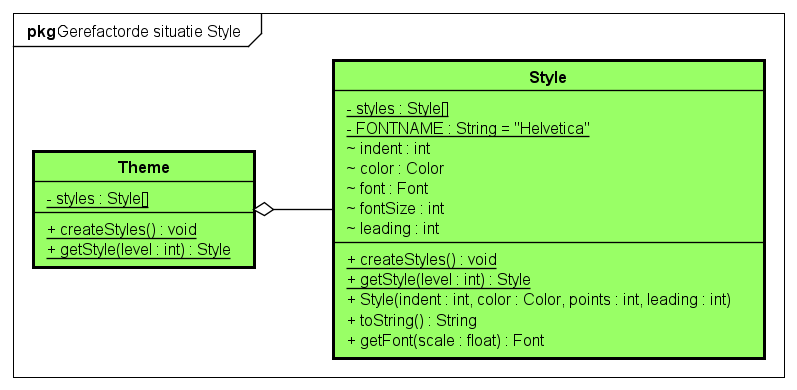 pkg Gerefactorde situatie Style
Theme
- styles : Style[]
+ createStyles() : void
+ getStyle(level : int) : Style
Style
- styles : Style[]
- FONTNAME : String = "Helvetica"
~ indent : int
~ color : Color
~ font : Font
~ fontSize : int
~ leading : int
+ createStyles() : void
+ getStyle(level : int) : Style
+ Style(indent : int, color : Color, points : int, leading : int)
+ toString() : String
+ getFont(scale : float) : Font